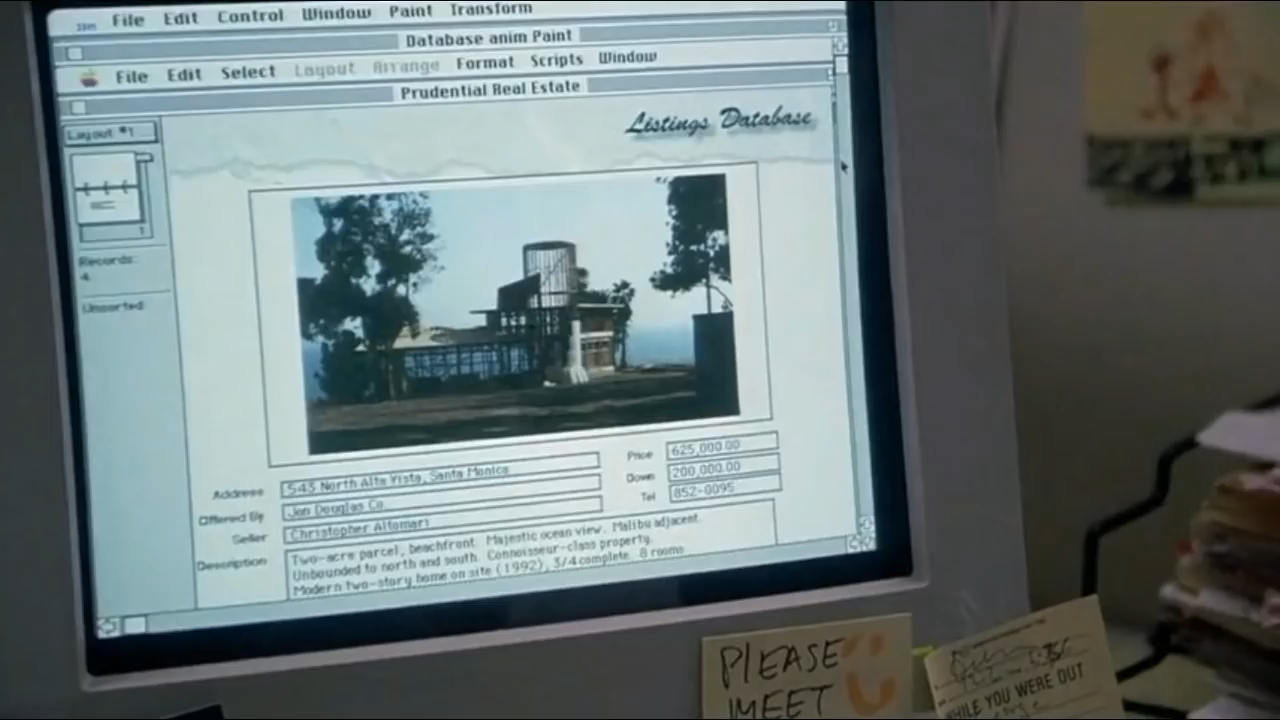 File Edit Control Window Paint Transform
Database anim Paint
File Edit Select Layout Arrange Format Scripts Window
Prudential Real Estate
Layout #1
Listings Database
1
Records:
4
Unsorted
Address 543 North Alta Vista, Santa Monica
Offered By Jon Douglas Co.
Seller Christopher Altomari
Price 625,000.00
Down 200,000.00
Tel 852-0095
Description Two-acre parcel, beachfront. Majestic ocean view. Malibu adjacent.
Unbounded to north and south. Connoisseur-class property.
Modern two-story home on site (1992), 3/4 complete. 8 rooms
PLEASE
MEET
WHILE YOU WERE OUT